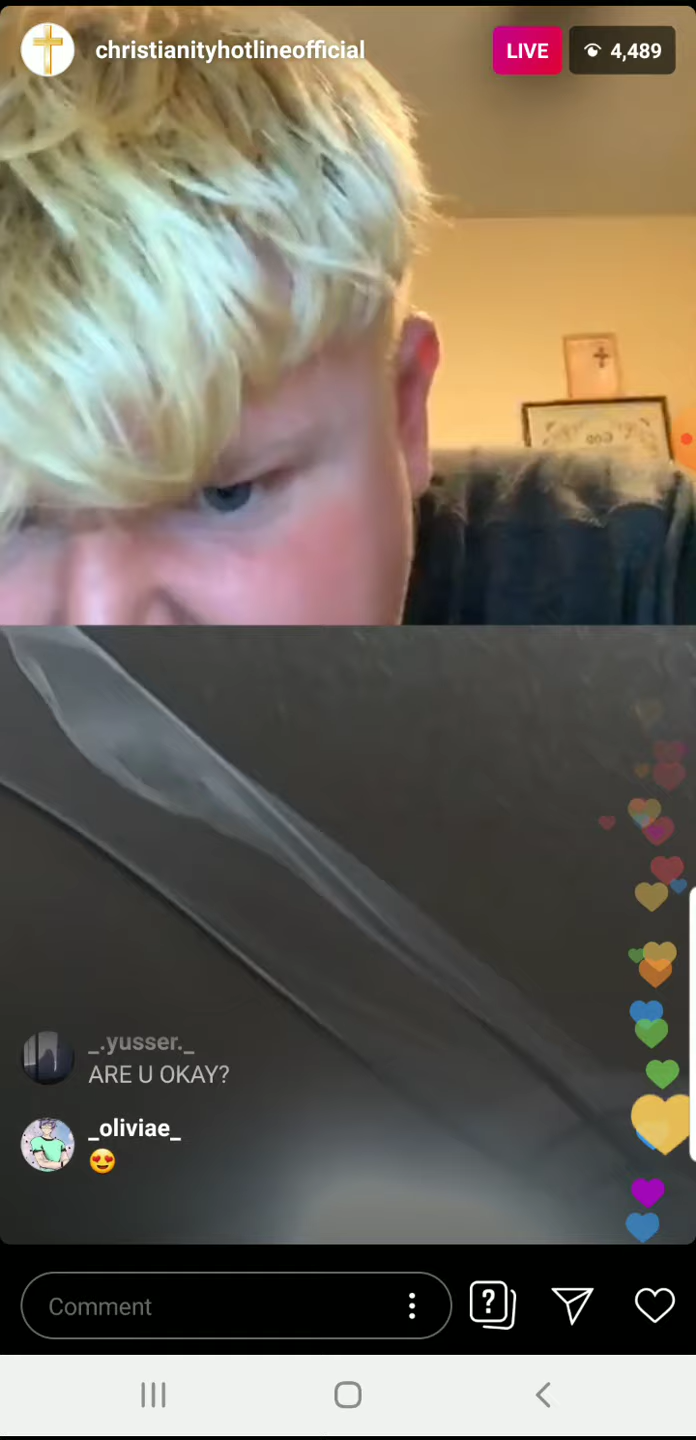 christianityhotlineofficial
LIVE
4,489
_.yusser._
ARE U OKAY?
_oliviae_
😍
Comment
?